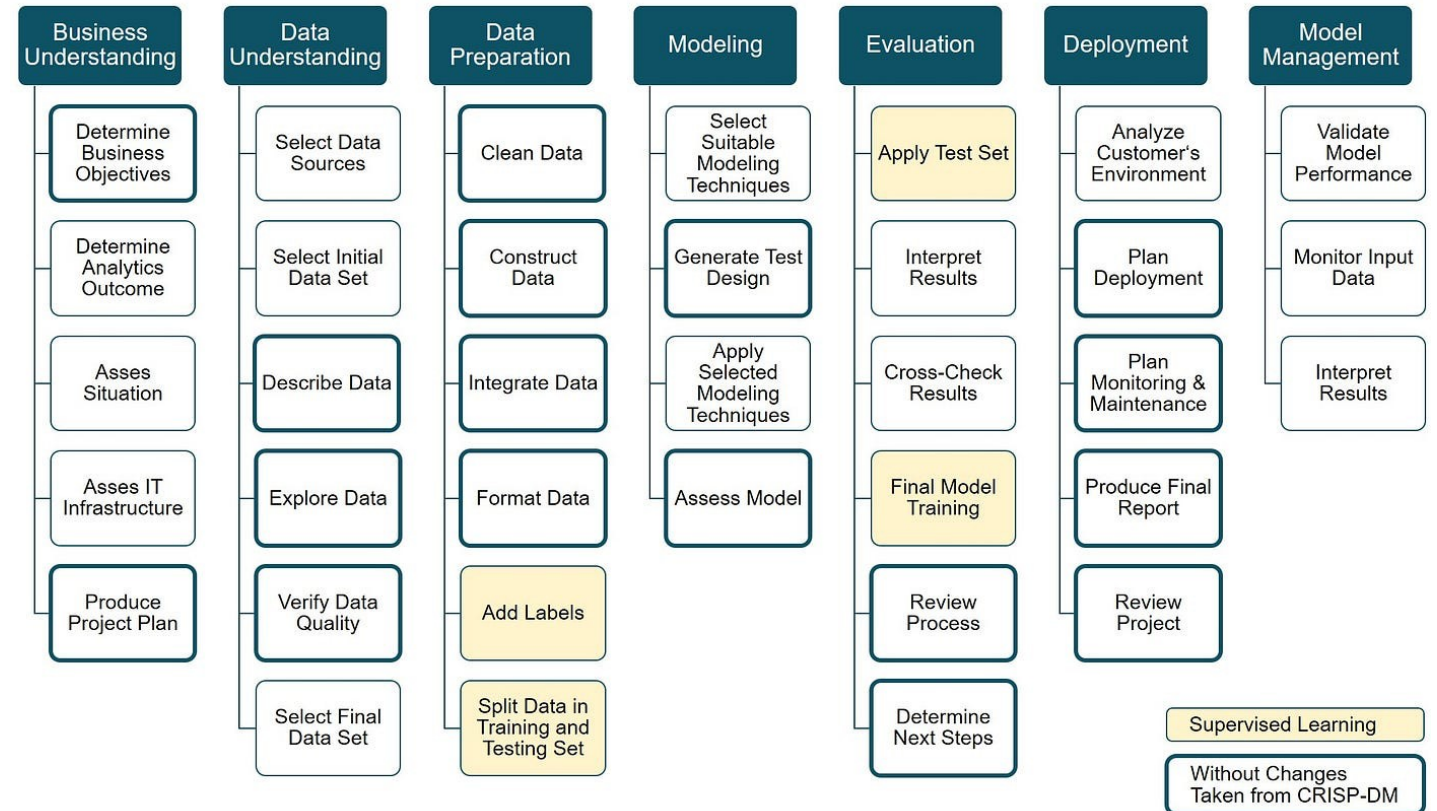 Business
Understanding
Data
Understanding
Data
Preparation
Modeling
Evaluation
Deployment
Model
Management
Determine
Business
Objectives
Determine
Analytics
Outcome
Asses
Situation
Asses IT
Infrastructure
Produce
Project Plan
Select Data
Sources
Select Initial
Data Set
Describe Data
Explore Data
Verify Data
Quality
Select Final
Data Set
Clean Data
Construct
Data
Integrate Data
Format Data
Add Labels
Split Data in
Training and
Testing Set
Select
Suitable
Modeling
Techniques
Generate Test
Design
Apply
Selected
Modeling
Techniques
Assess Model
Apply Test Set
Interpret
Results
Cross-Check
Results
Final Model
Training
Review
Process
Determine
Next Steps
Analyze
Customer‘s
Environment
Plan
Deployment
Plan
Monitoring &
Maintenance
Produce Final
Report
Review
Project
Validate
Model
Performance
Monitor Input
Data
Interpret
Results
Supervised Learning
Without Changes
Taken from CRISP-DM